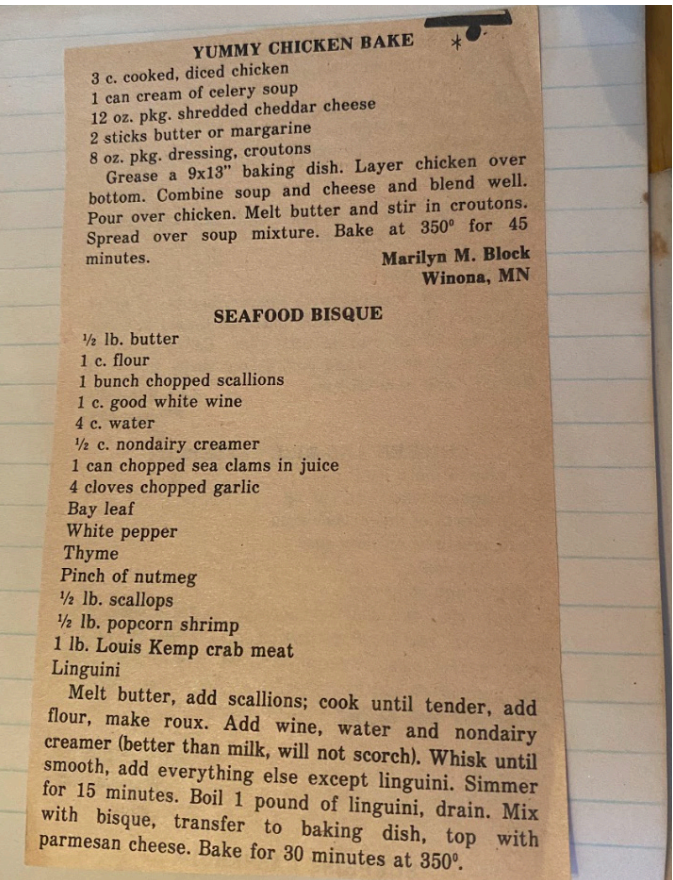 YUMMY CHICKEN BAKE *
3 c. cooked, diced chicken
1 can cream of celery soup
12 oz. pkg. shredded cheddar cheese
2 sticks butter or margarine
8 oz. pkg. dressing, croutons
Grease a 9x13" baking dish. Layer chicken over
bottom. Combine soup and cheese and blend well.
Pour over chicken. Melt butter and stir in croutons.
Spread over soup mixture. Bake at 350° for 45
minutes.
Marilyn M. Block
Winona, MN
SEAFOOD BISQUE
½ lb. butter
1 c. flour
1 bunch chopped scallions
1 c. good white wine
4 c. water
½ c. nondairy creamer
1 can chopped sea clams in juice
4 cloves chopped garlic
Bay leaf
White pepper
Thyme
Pinch of nutmeg
½ lb. scallops
½ lb. popcorn shrimp
1 lb. Louis Kemp crab meat
Linguini
Melt butter, add scallions; cook until tender, add
flour, make roux. Add wine, water and nondairy
creamer (better than milk, will not scorch). Whisk until
smooth, add everything else except linguini. Simmer
for 15 minutes. Boil 1 pound of linguini, drain. Mix
with bisque, transfer to baking dish, top with
parmesan cheese. Bake for 30 minutes at 350°.